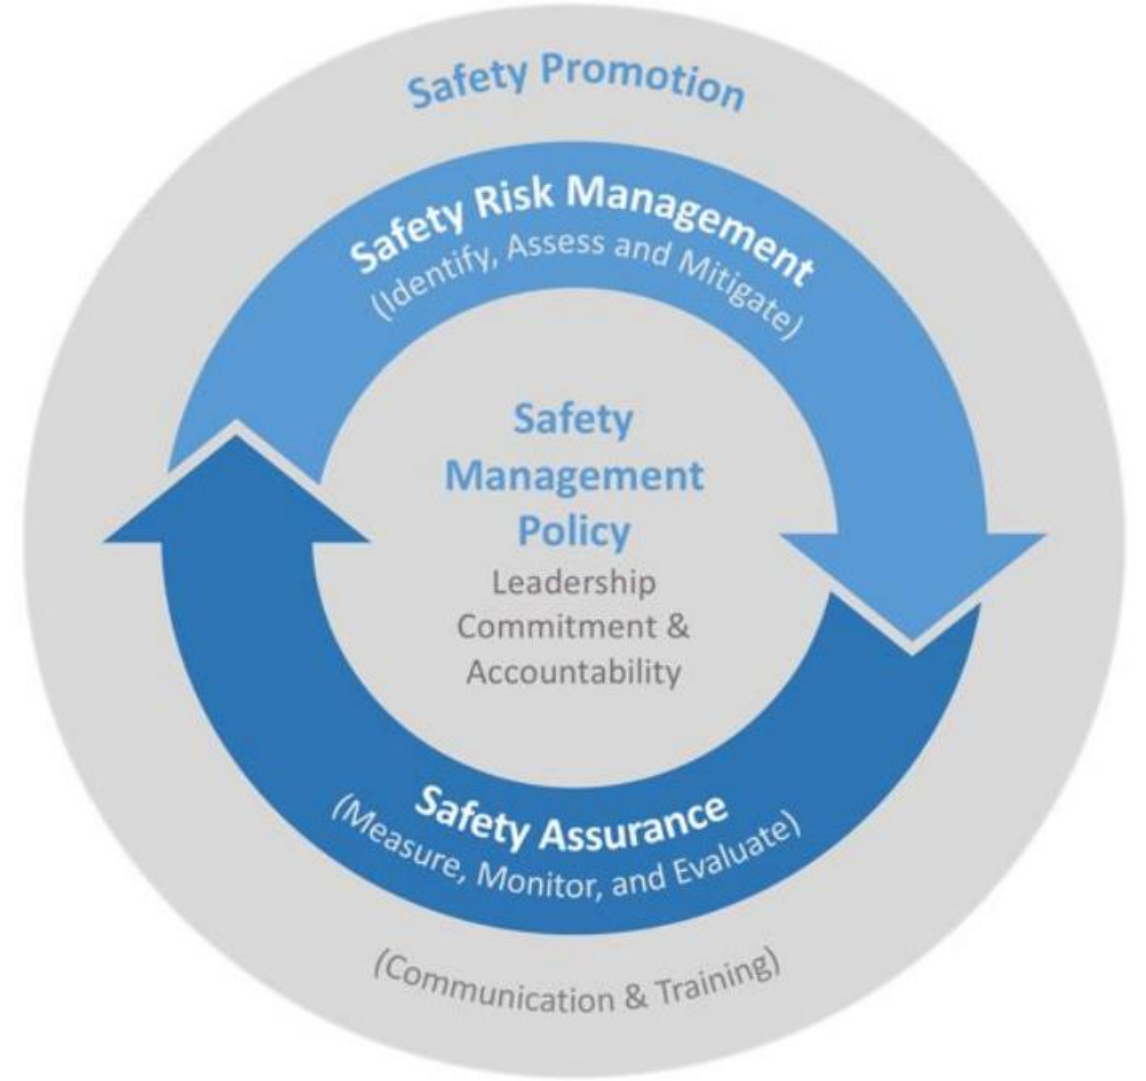 Safety Promotion
Safety Risk Management
(Identify, Assess and Mitigate)
Safety
Management
Policy
Leadership
Commitment &
Accountability
Safety Assurance
(Measure, Monitor, and Evaluate)
(Communication & Training)